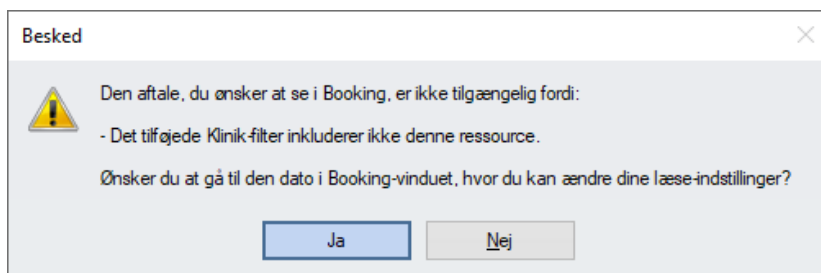 Besked
Den aftale, du ønsker at se i Booking, er ikke tilgængelig fordi:
- Det tilføjede Klinik-filter inkluderer ikke denne ressource.
Ønsker du at gå til den dato i Booking-vinduet, hvor du kan ændre dine læse-indstillinger?
Ja
Nej